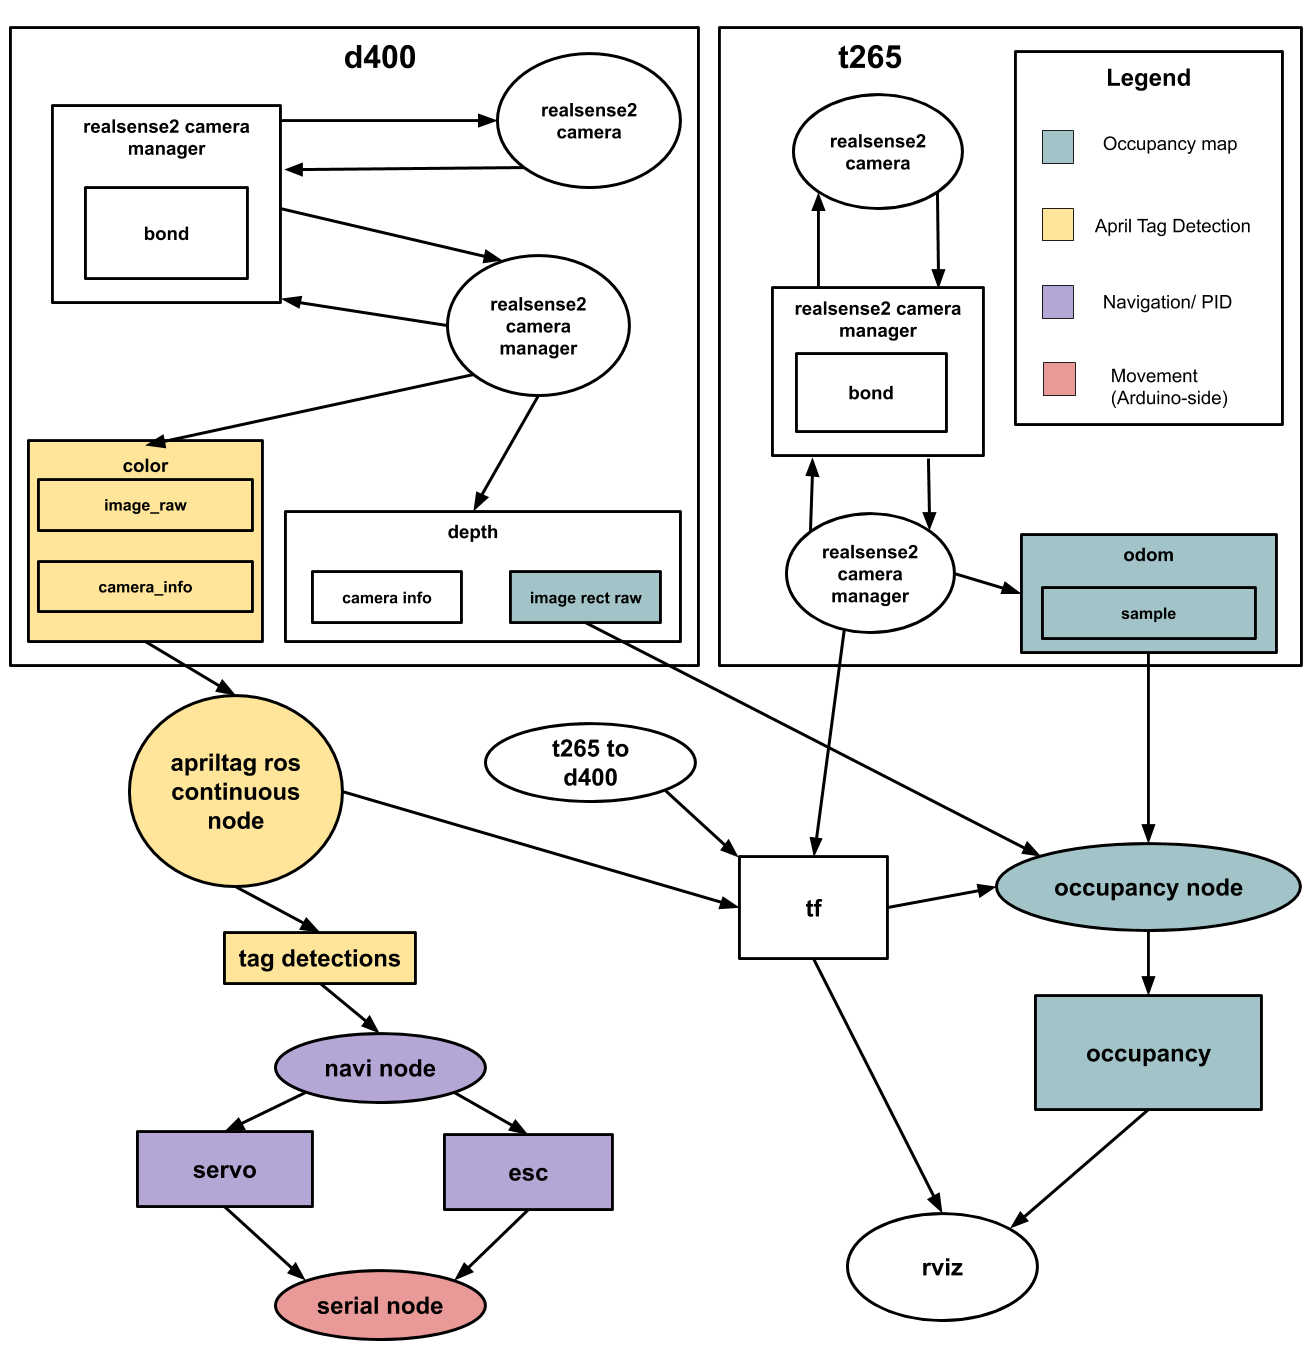 d400
realsense2 camera
manager
bond
realsense2
camera
realsense2
camera
manager
color
image_raw
camera_info
depth
camera info
image rect raw
t265
realsense2
camera
realsense2 camera
manager
bond
realsense2
camera
manager
odom
sample
Legend
Occupancy map
April Tag Detection
Navigation/ PID
Movement
(Arduino-side)
apriltag ros
continuous
node
t265 to
d400
tf
occupancy node
tag detections
occupancy
navi node
servo
esc
rviz
serial node